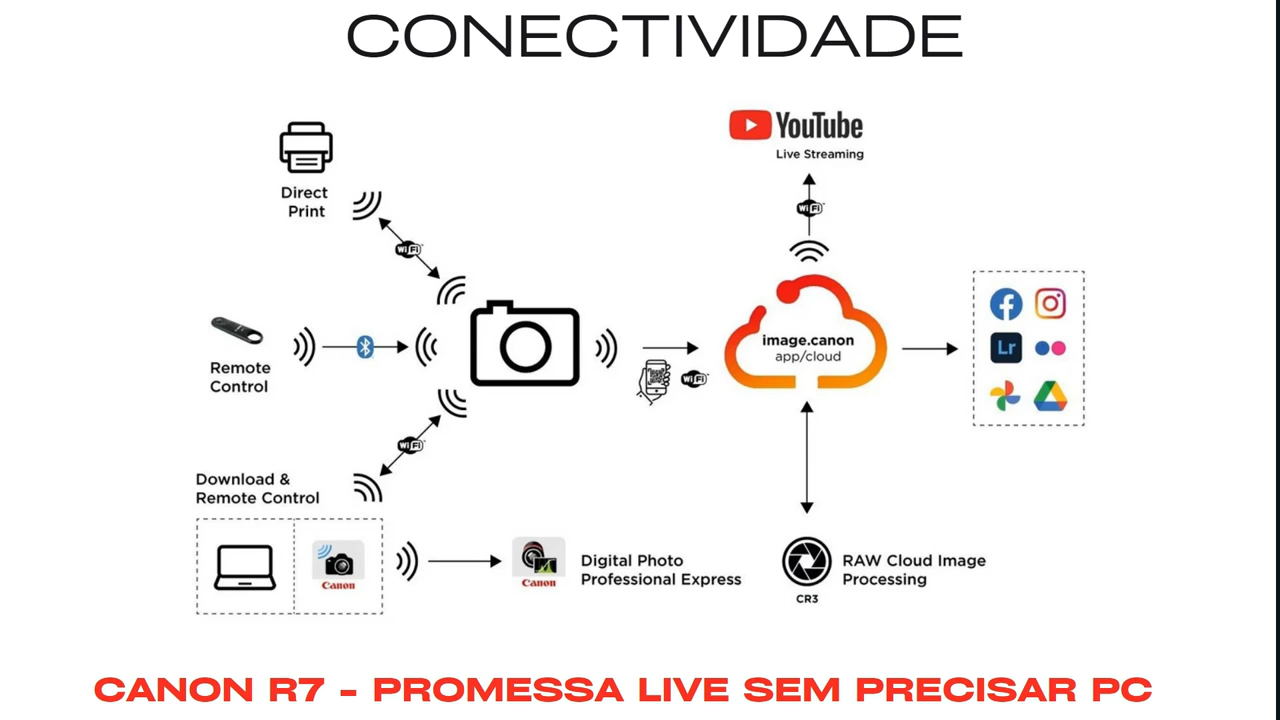 CONECTIVIDADE
YouTube
Live Streaming
Direct
Print
WiFi
WiFi
Remote
Control
image.canon
app/cloud
WiFi
Lr
WiFi
Download &
Remote Control
Canon
Canon
Digital Photo
Professional Express
CR3
RAW Cloud Image
Processing
CANON R7 - PROMESSA LIVE SEM PRECISAR PC